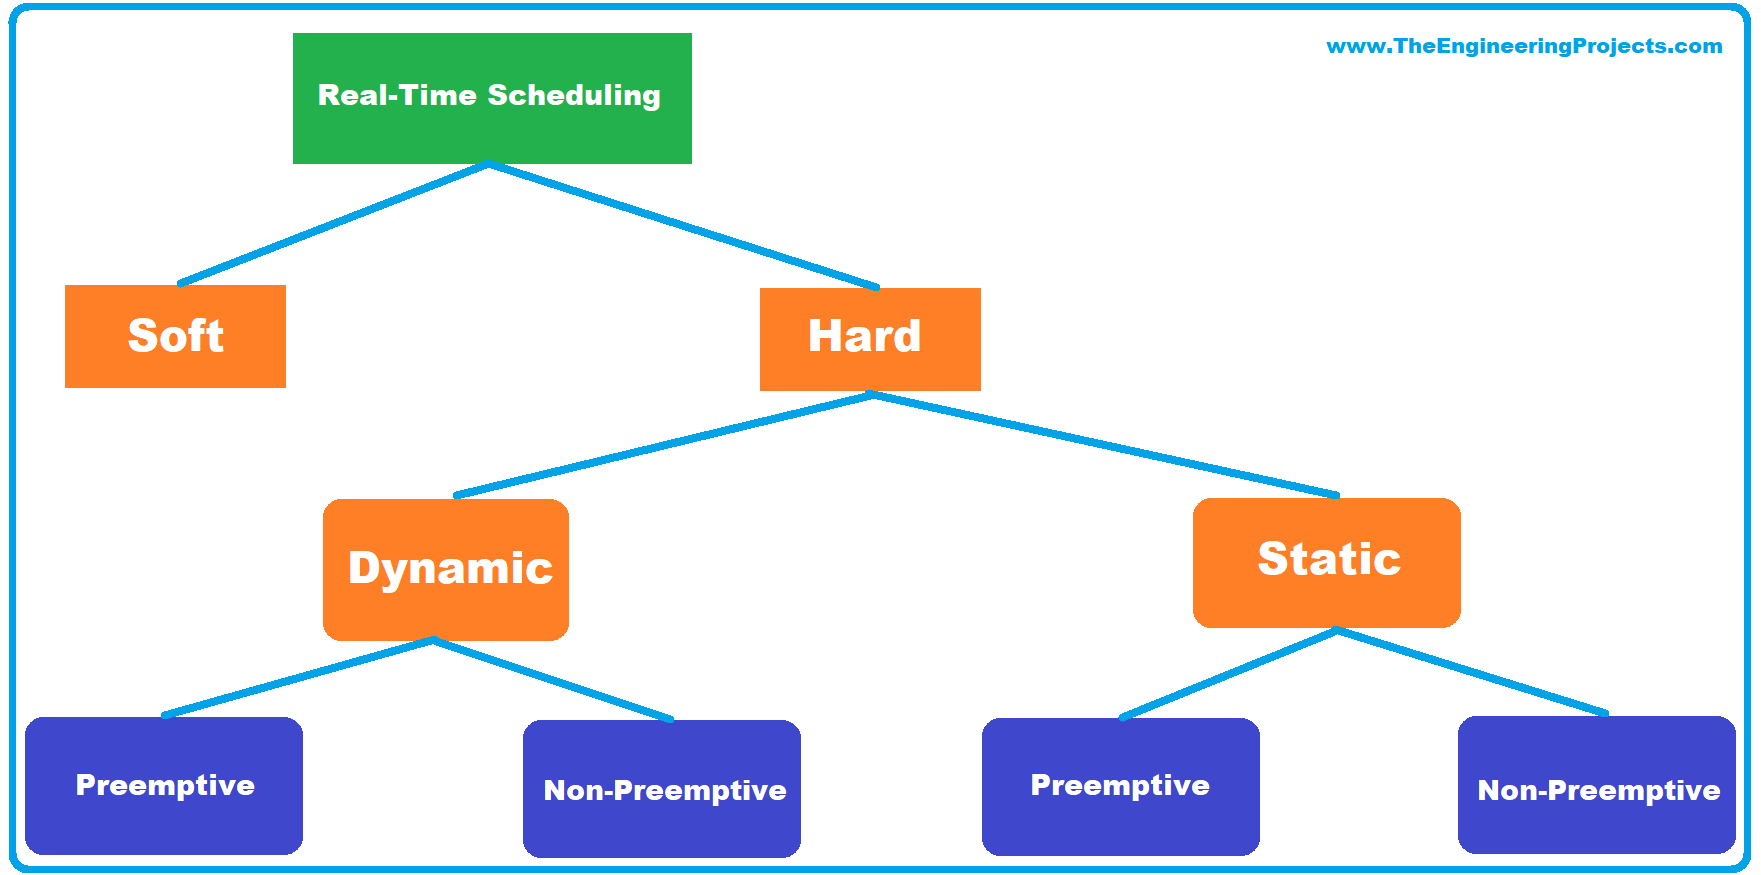 www.TheEngineeringProjects.com
Real-Time Scheduling
Soft
Hard
Dynamic
Static
Preemptive
Non-Preemptive
Preemptive
Non-Preemptive